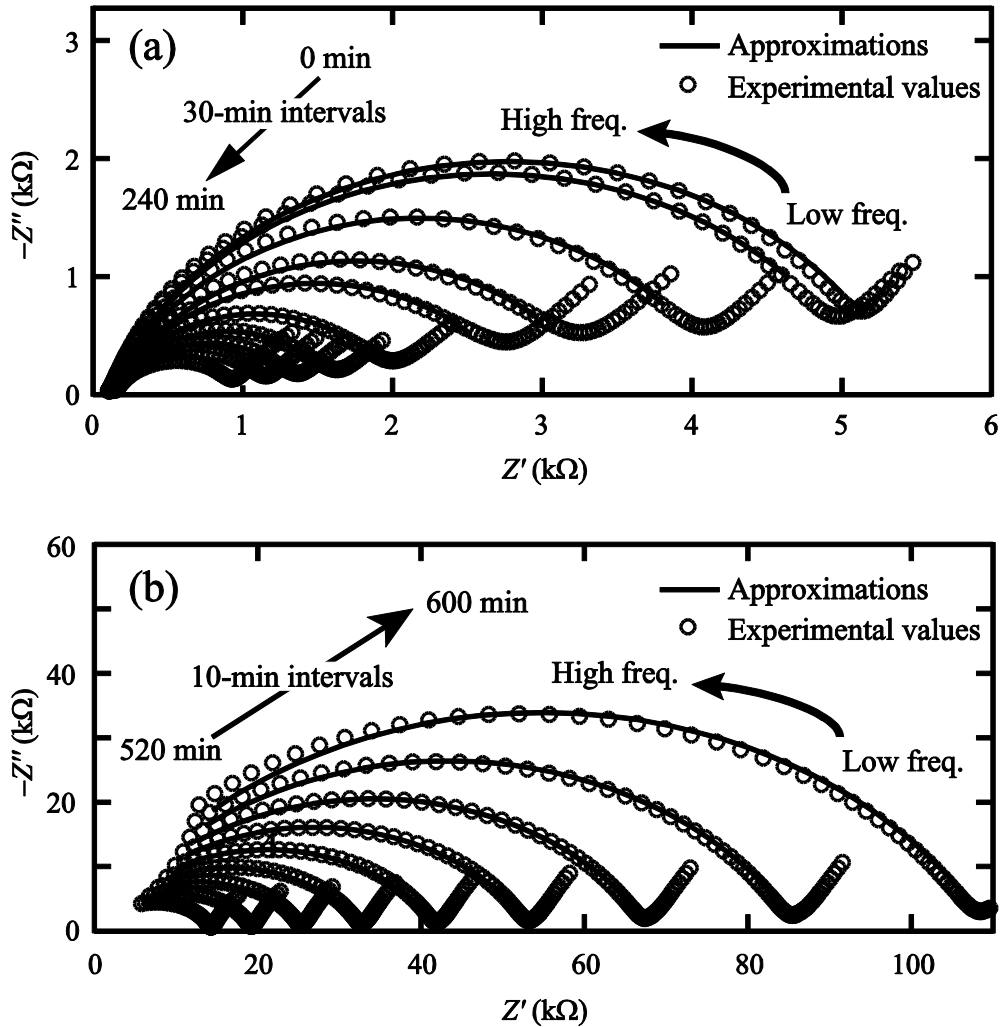 (a)
0 min
30-min intervals
240 min
Approximations
Experimental values
High freq.
Low freq.
3
2
1
0
−Z″ (kΩ)
0 1 2 3 4 5 6
Z′ (kΩ)
(b)
600 min
10-min intervals
520 min
Approximations
Experimental values
High freq.
Low freq.
60
40
20
0
−Z″ (kΩ)
0 20 40 60 80 100
Z′ (kΩ)